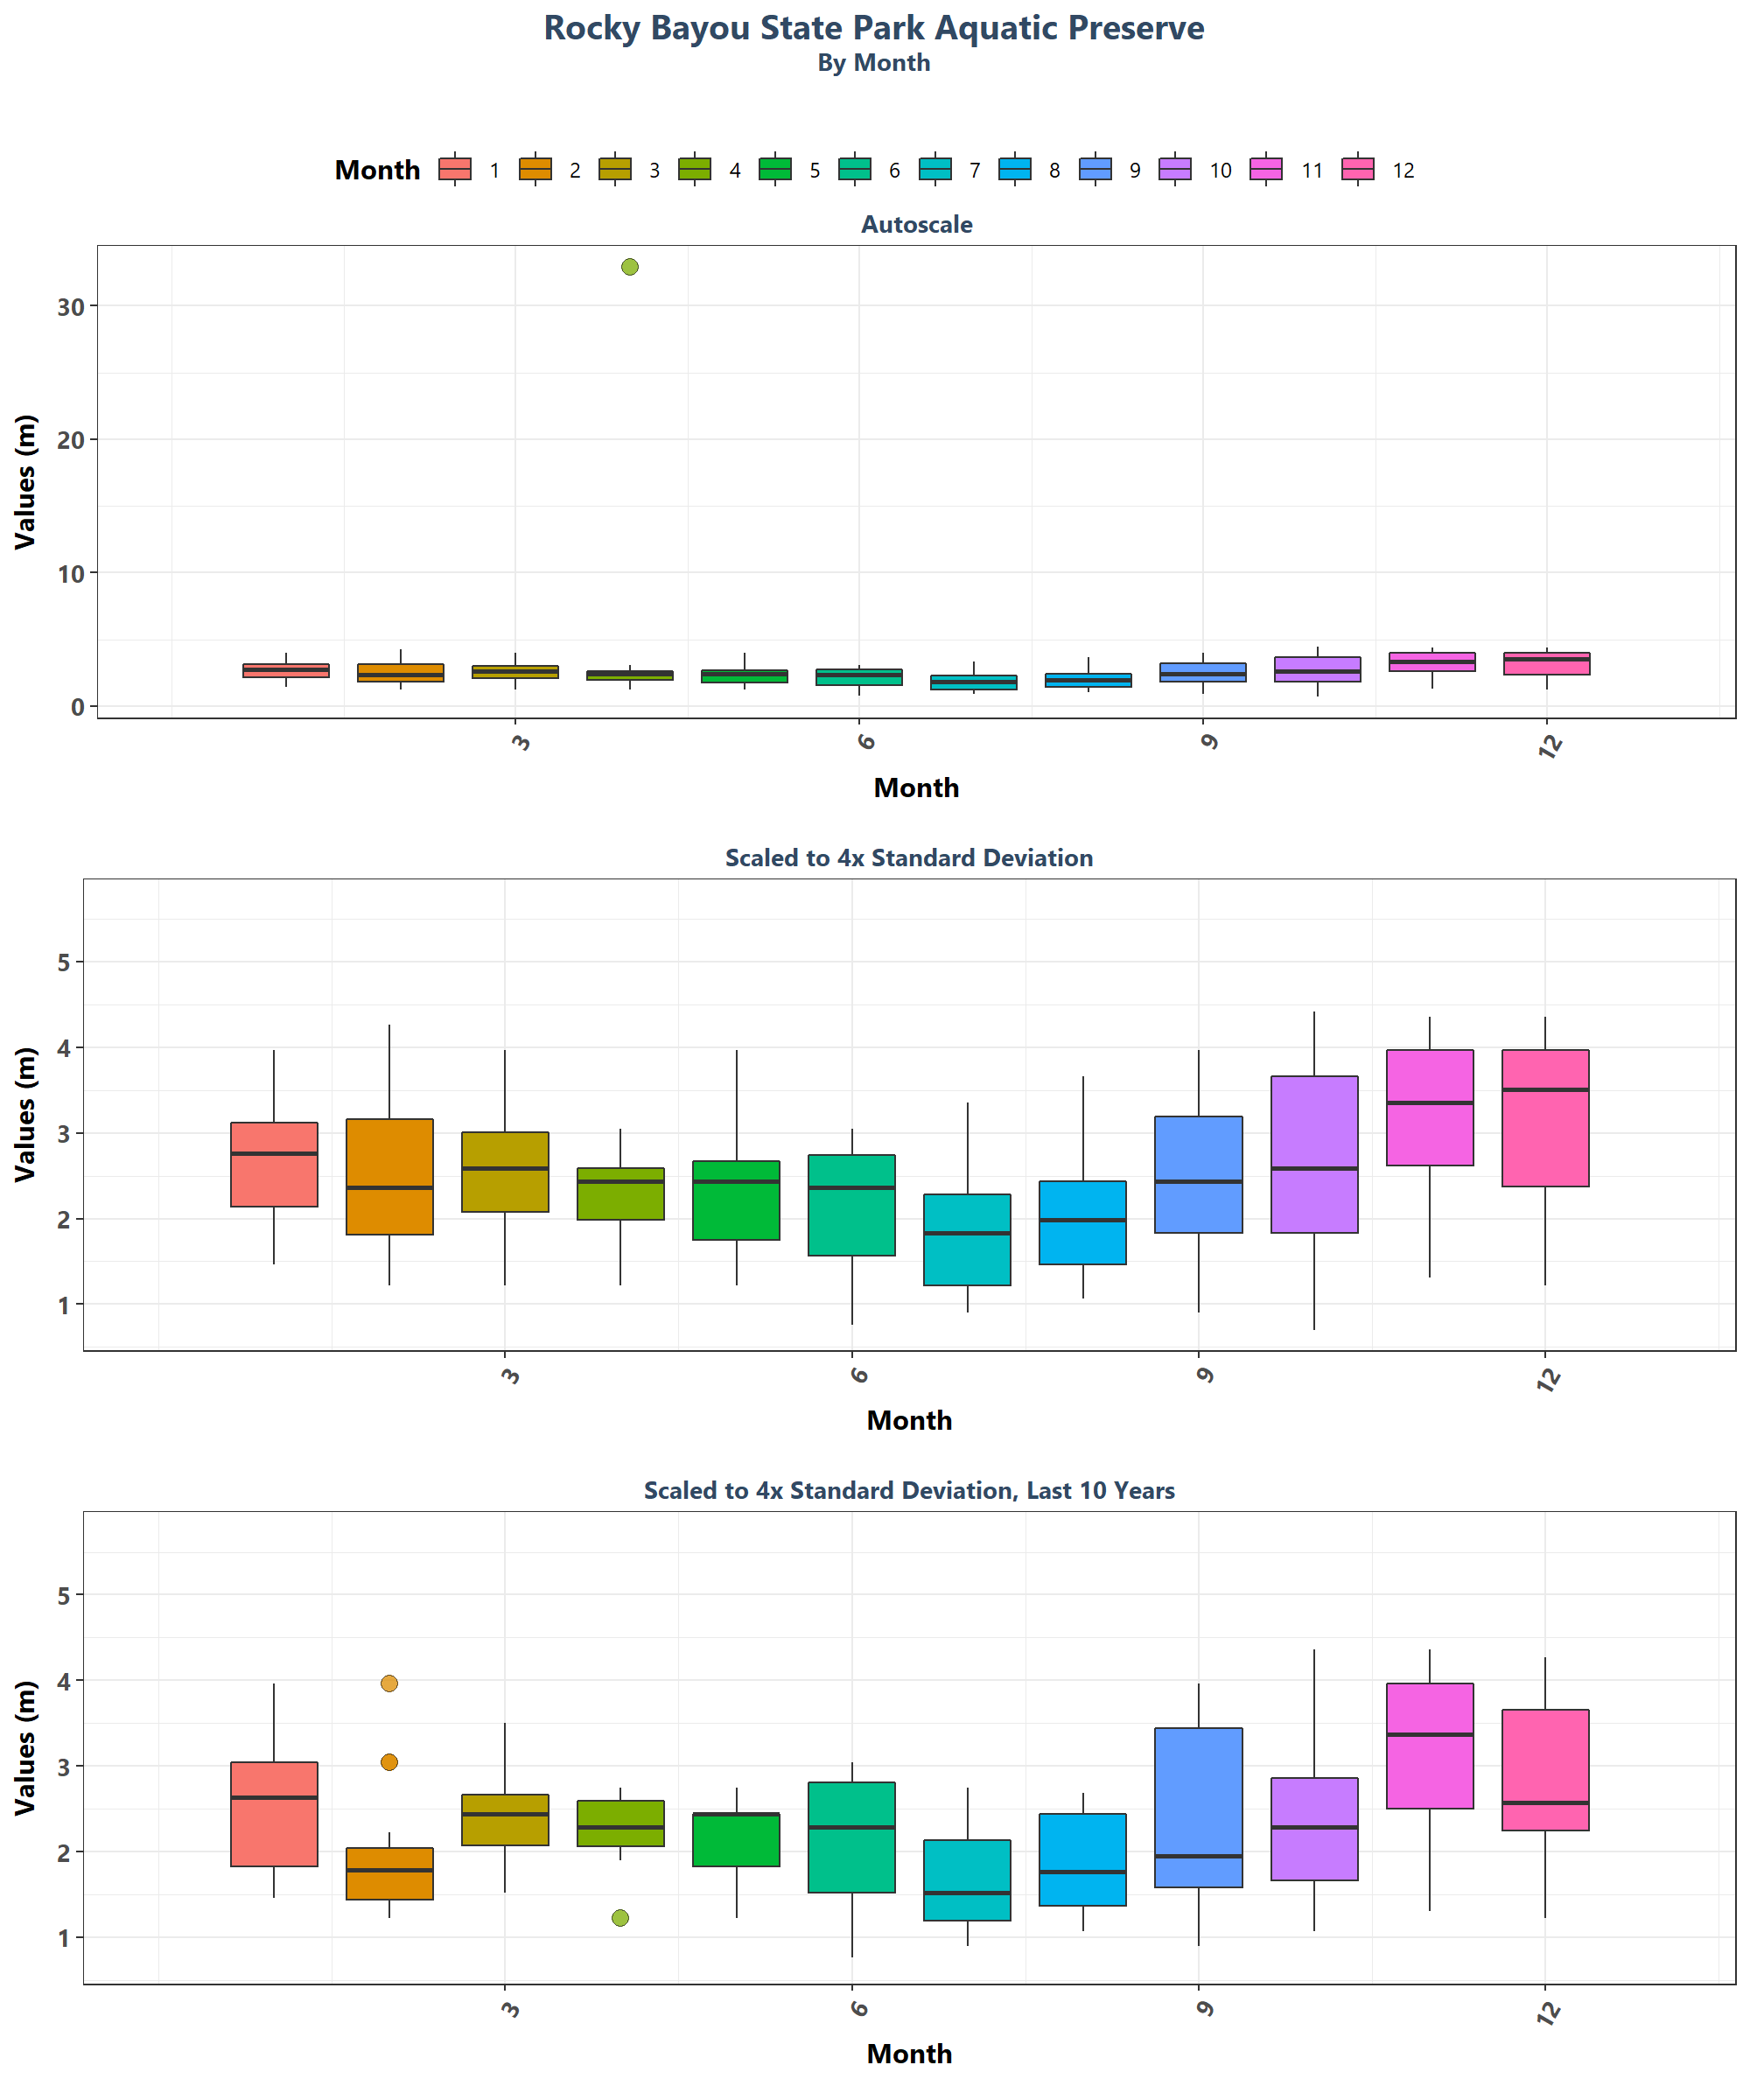 Rocky Bayou State Park Aquatic Preserve
By Month
Month 1 2 3 4 5 6 7 8 9 10 11 12
Autoscale
Values (m)
30
20
10
0
3 6 9 12
Month
Scaled to 4x Standard Deviation
Values (m)
5
4
3
2
1
3 6 9 12
Month
Scaled to 4x Standard Deviation, Last 10 Years
Values (m)
5
4
3
2
1
3 6 9 12
Month